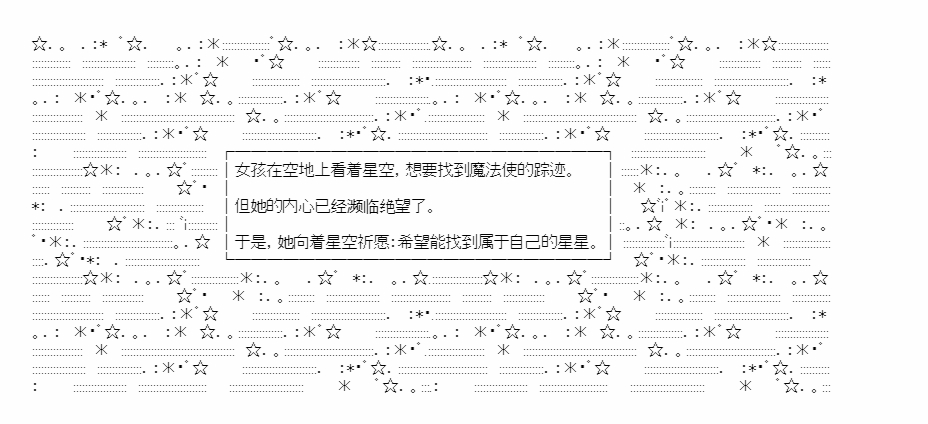 女孩在空地上看着星空，想要找到魔法使的踪迹。
但她的内心已经濒临绝望了。
于是，她向着星空祈愿：希望能找到属于自己的星星。